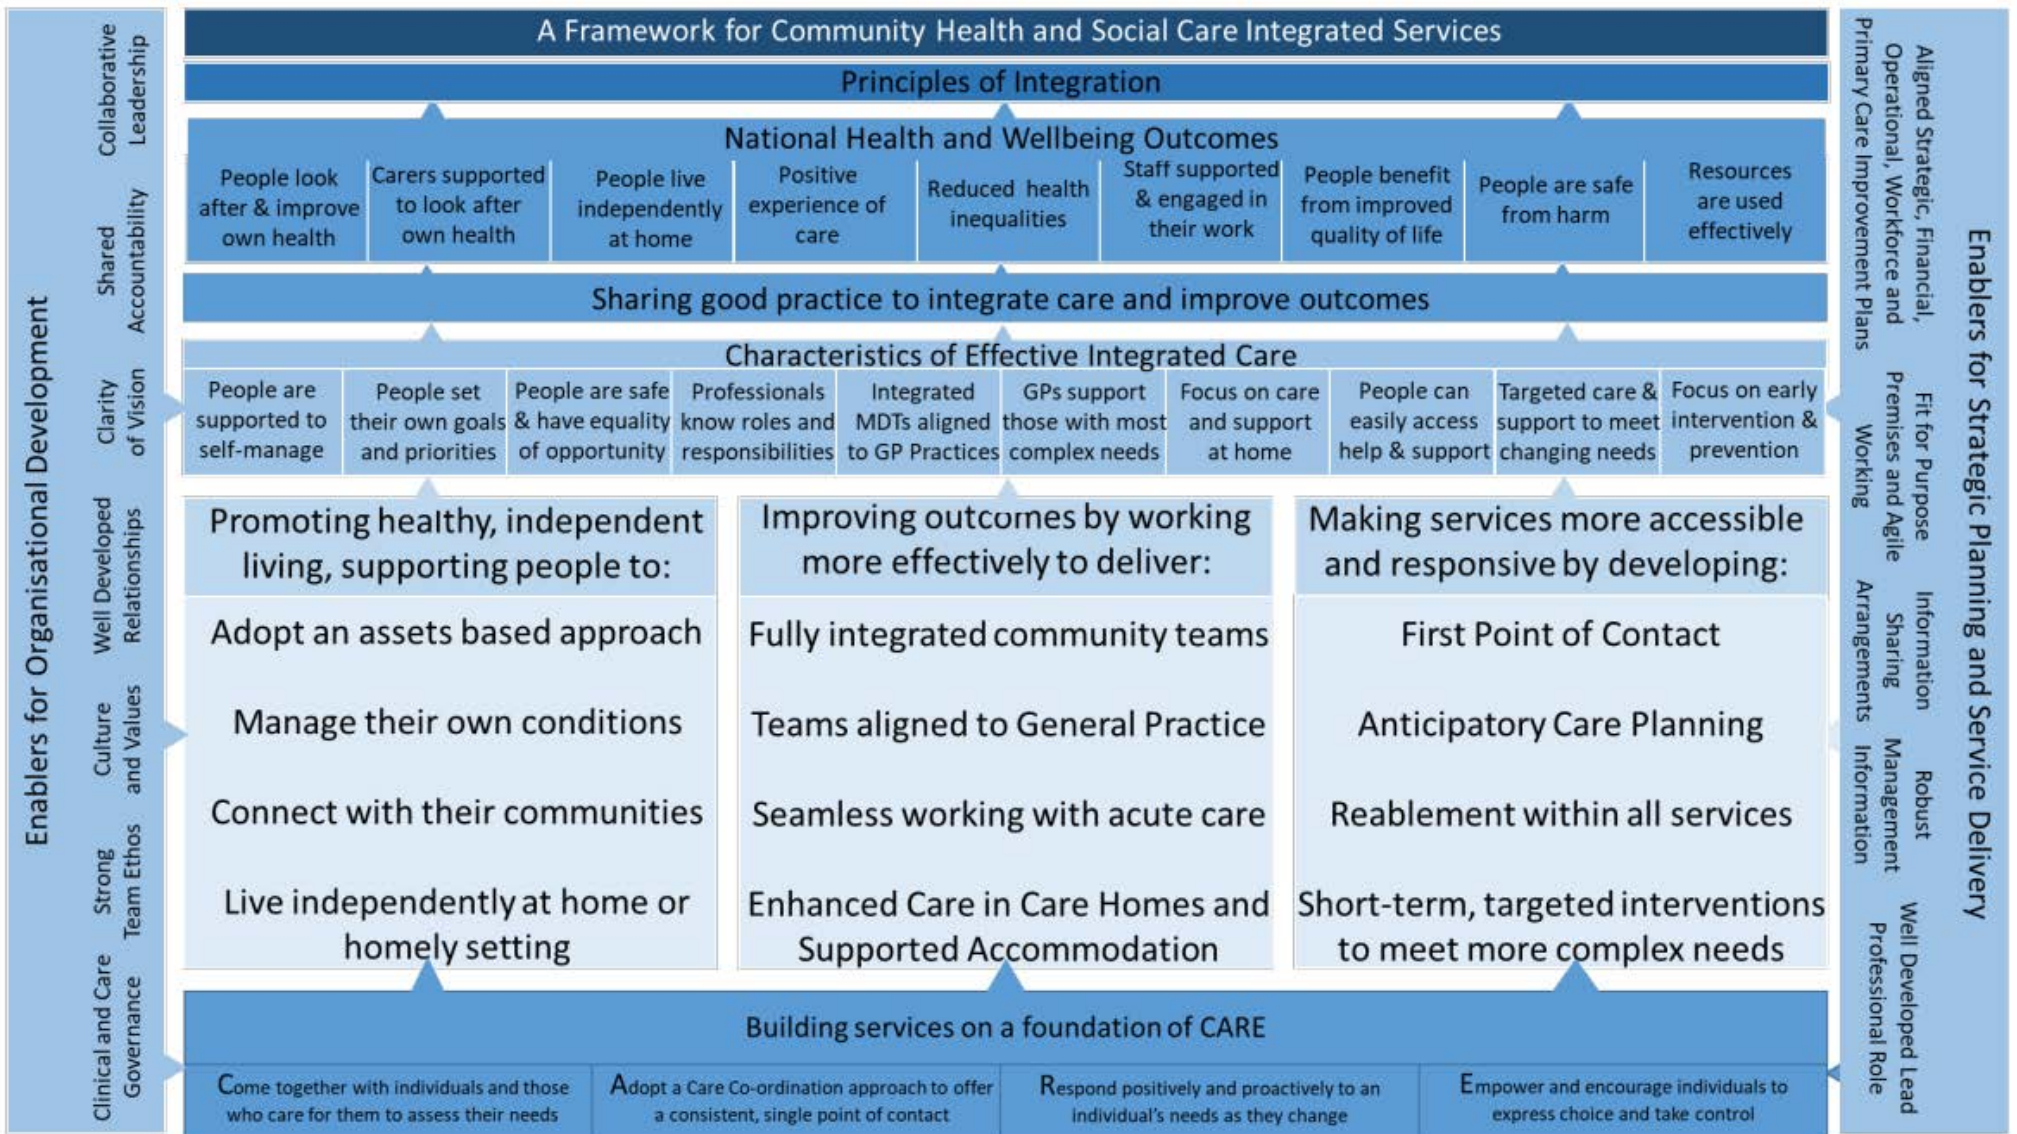 A Framework for Community Health and Social Care Integrated Services
Principles of Integration
National Health and Wellbeing Outcomes
People look
after & improve
own health
Carers supported
to look after
own health
People live
independently
at home
Positive
experience of
care
Reduced health
inequalities
Staff supported
& engaged in
their work
People benefit
from improved
quality of life
People are safe
from harm
Resources
are used
effectively
Sharing good practice to integrate care and improve outcomes
Characteristics of Effective Integrated Care
People are
supported to
self-manage
People set
their own goals
and priorities
People are safe
& have equality
of opportunity
Professionals
know roles and
responsibilities
Integrated
MDTs aligned
to GP Practices
GPs support
those with most
complex needs
Focus on care
and support
at home
People can
easily access
help & support
Targeted care &
support to meet
changing needs
Focus on early
intervention &
prevention
Promoting healthy, independent
living, supporting people to:
Adopt an assets based approach
Manage their own conditions
Connect with their communities
Live independently at home or
homely setting
Improving outcomes by working
more effectively to deliver:
Fully integrated community teams
Teams aligned to General Practice
Seamless working with acute care
Enhanced Care in Care Homes and
Supported Accommodation
Making services more accessible
and responsive by developing:
First Point of Contact
Anticipatory Care Planning
Reablement within all services
Short-term, targeted interventions
to meet more complex needs
Building services on a foundation of CARE
Come together with individuals and those
who care for them to assess their needs
Adopt a Care Co-ordination approach to offer
a consistent, single point of contact
Respond positively and proactively to an
individual's needs as they change
Empower and encourage individuals to
express choice and take control
Enablers for Organisational Development
Clinical and Care
Governance
Strong
Team Ethos
Culture
and Values
Well Developed
Relationships
Clarity
of Vision
Shared
Accountability
Collaborative
Leadership
Enablers for Strategic Planning and Service Delivery
Aligned Strategic, Financial,
Operational, Workforce and
Primary Care Improvement Plans
Fit for Purpose
Premises and Agile
Working
Information
Sharing
Arrangements
Robust
Management
Information
Well Developed Lead
Professional Role